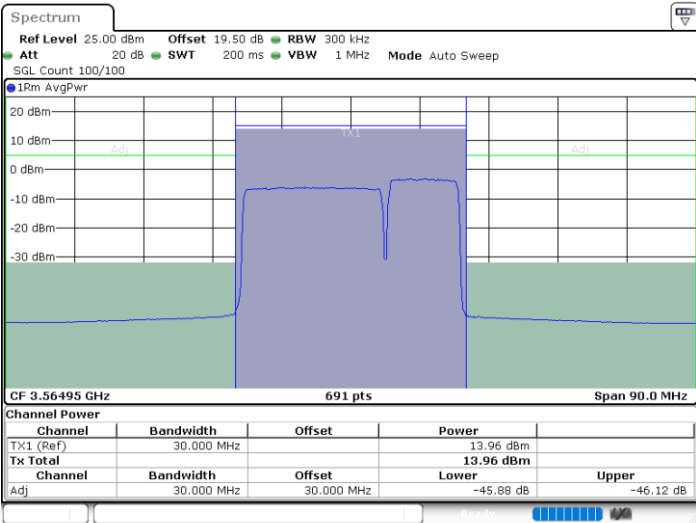 Spectrum
Ref Level 25.00 dBm Offset 19.50 dB RBW 300 kHz
Att 20 dB SWT 200 ms VBW 1 MHz Mode Auto Sweep
SGL Count 100/100
1Rm AvgPwr
20 dBm
TX1
10 dBm
Adj Adj
0 dBm
-10 dBm
-20 dBm
-30 dBm
CF 3.56495 GHz 691 pts Span 90.0 MHz
Channel Power
Channel Bandwidth Offset Power
TX1 (Ref) 30.000 MHz 13.96 dBm
Tx Total 13.96 dBm
Channel Bandwidth Offset Lower Upper
Adj 30.000 MHz 30.000 MHz -45.88 dB -46.12 dB
Ready